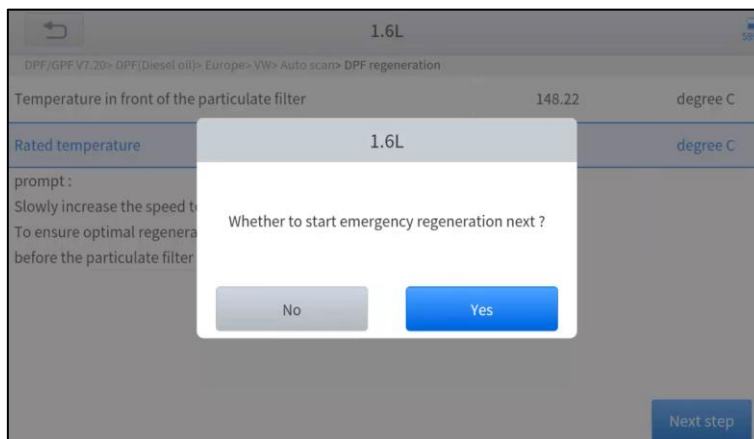 1.6L
DPF/GPF V7.20> DPF(Diesel oil)> Europe> VW> Auto scan> DPF regeneration
Temperature in front of the particulate filter 148.22 degree C
Rated temperature degree C
prompt :
Slowly increase the speed
To ensure optimal
before the particulate filter
1.6L
Whether to start emergency regeneration next ?
No Yes
Next step